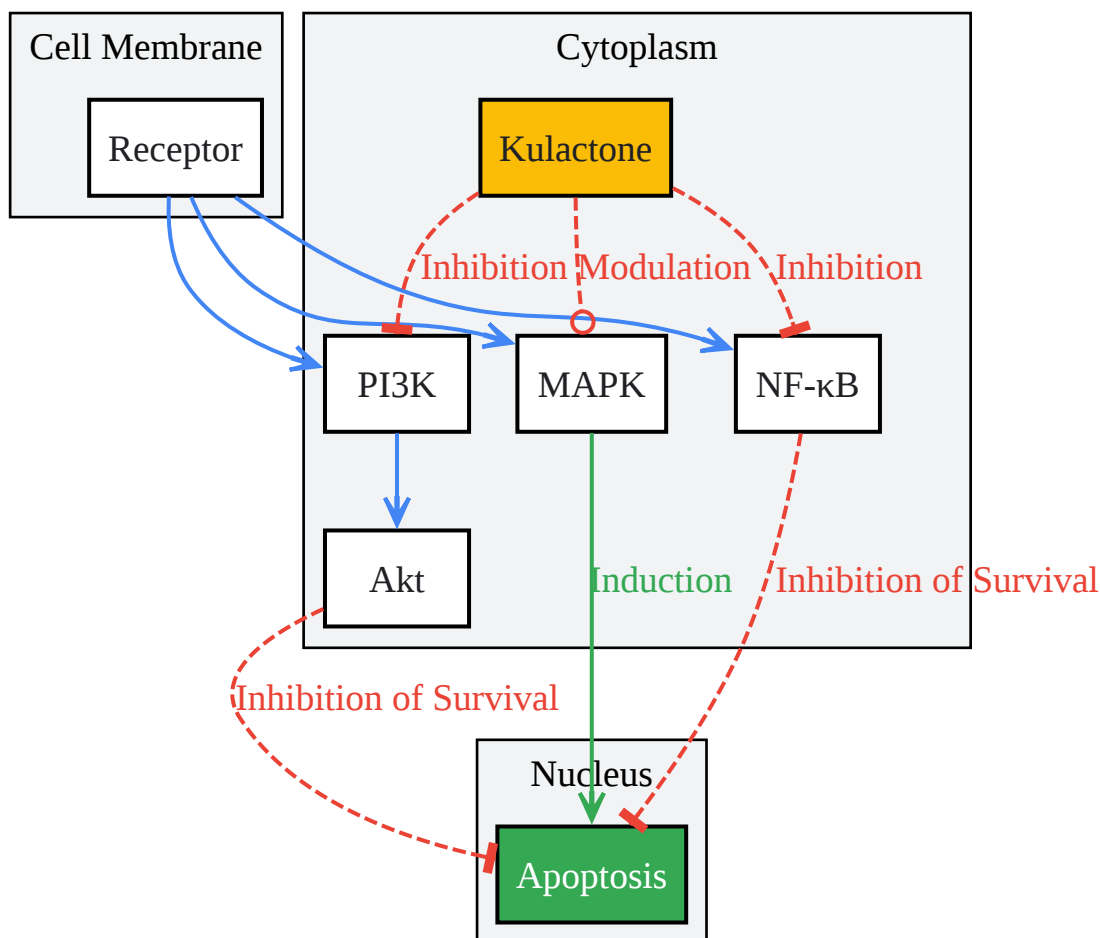 Cell Membrane
Cytoplasm
Receptor
Kulactone
Inhibition
Modulation
Inhibition
PI3K
MAPK
NF-κB
Akt
Induction
Inhibition of Survival
Inhibition of Survival
Nucleus
Apoptosis